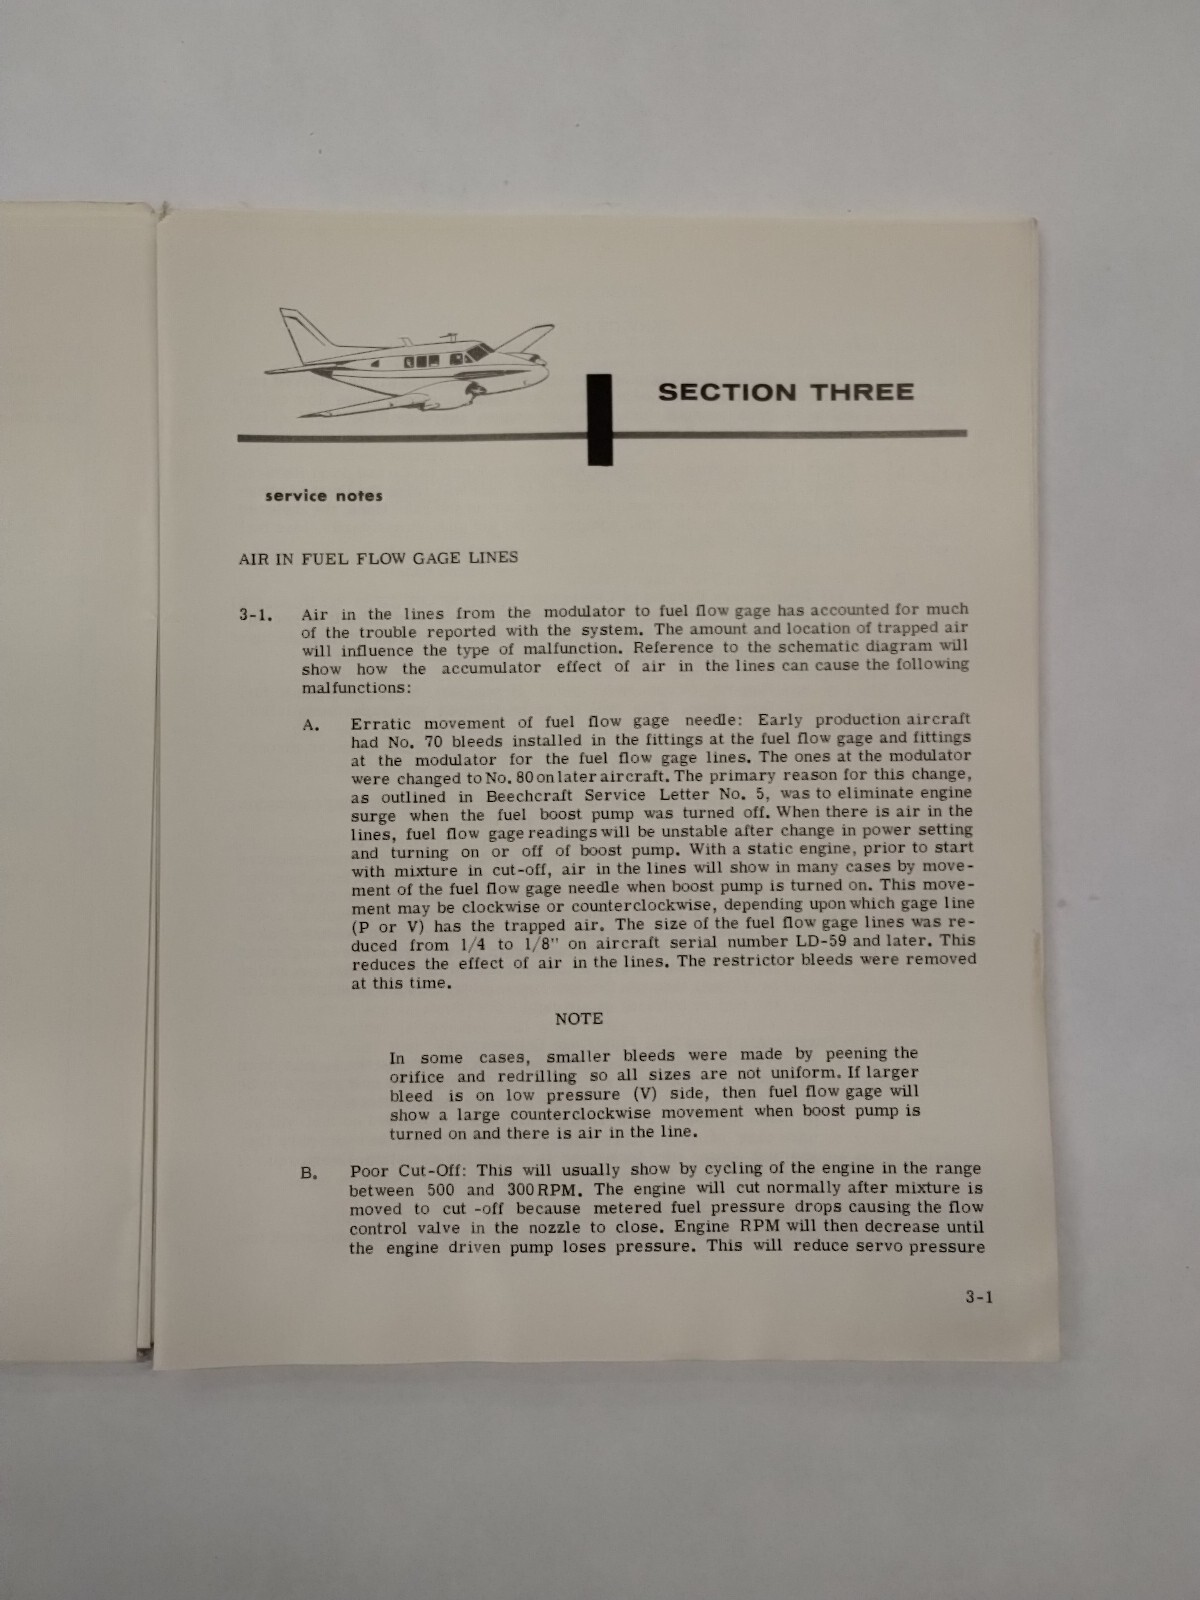 SECTION THREE
service notes
AIR IN FUEL FLOW GAGE LINES
3-1. Air in the lines from the modulator to fuel flow gage has accounted for much
of the trouble reported with the system. The amount and location of trapped air
will influence the type of malfunction. Reference to the schematic diagram will
show how the accumulator effect of air in the lines can cause the following
malfunctions:
A. Erratic movement of fuel flow gage needle: Early production aircraft
had No. 70 bleeds installed in the fittings at the fuel flow gage and fittings
at the modulator for the fuel flow gage lines. The ones at the modulator
were changed to No. 80 on later aircraft. The primary reason for this change,
as outlined in Beechcraft Service Letter No. 5, was to eliminate engine
surge when the fuel boost pump was turned off. When there is air in the
lines, fuel flow gage readings will be unstable after change in power setting
and turning on or off of boost pump. With a static engine, prior to start
with mixture in cut-off, air in the lines will show in many cases by move-
ment of the fuel flow gage needle when boost pump is turned on. This move-
ment may be clockwise or counterclockwise, depending upon which gage line
(P or V) has the trapped air. The size of the fuel flow gage lines was re-
duced from 1/4 to 1/8" on aircraft serial number LD-59 and later. This
reduces the effect of air in the lines. The restrictor bleeds were removed
at this time.
NOTE
In some cases, smaller bleeds were made by peening the
orifice and redrilling so all sizes are not uniform. If larger
bleed is on low pressure (V) side, then fuel flow gage will
show a large counterclockwise movement when boost pump is
turned on and there is air in the line.
B. Poor Cut-Off: This will usually show by cycling of the engine in the range
between 500 and 300 RPM. The engine will cut normally after mixture is
moved to cut -off because metered fuel pressure drops causing the flow
control valve in the nozzle to close. Engine RPM will then decrease until
the engine driven pump loses pressure. This will reduce servo pressure
3-1